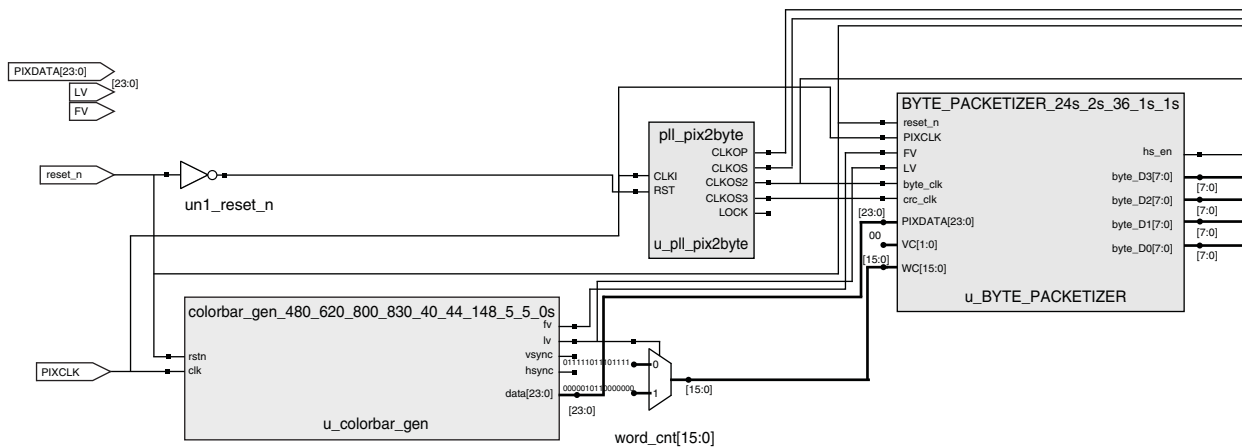 PIXDATA[23:0]
[23:0]
LV
FV
reset_n
un1_reset_n
PIXCLK
pll_pix2byte
CLKOP
CLKOS
CLKI
CLKOS2
RST
CLKOS3
LOCK
u_pll_pix2byte
BYTE_PACKETIZER_24s_2s_36_1s_1s
reset_n
PIXCLK
FV
hs_en
LV
byte_D3[7:0]
byte_clk
[7:0]
crc_clk
byte_D2[7:0]
[23:0]
[7:0]
PIXDATA[23:0]
byte_D1[7:0]
00
[7:0]
VC[1:0]
byte_D0[7:0]
[15:0]
[7:0]
WC[15:0]
u_BYTE_PACKETIZER
colorbar_gen_480_620_800_830_40_44_148_5_5_0s
fv
lv
rstn
vsync
clk
hsync
0
data[23:0]
0000010110000000
1
[15:0]
[23:0]
u_colorbar_gen
word_cnt[15:0]